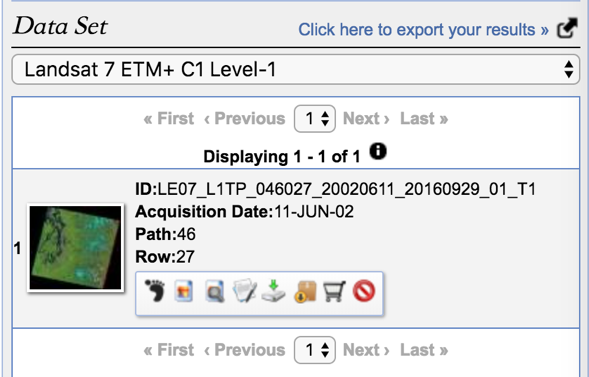 Data Set
Click here to export your results »
Landsat 7 ETM+ C1 Level-1
« First ‹ Previous 1 Next › Last »
Displaying 1 - 1 of 1
1
ID:LE07_L1TP_046027_20020611_20160929_01_T1
Acquisition Date:11-JUN-02
Path:46
Row:27
« First ‹ Previous 1 Next › Last »